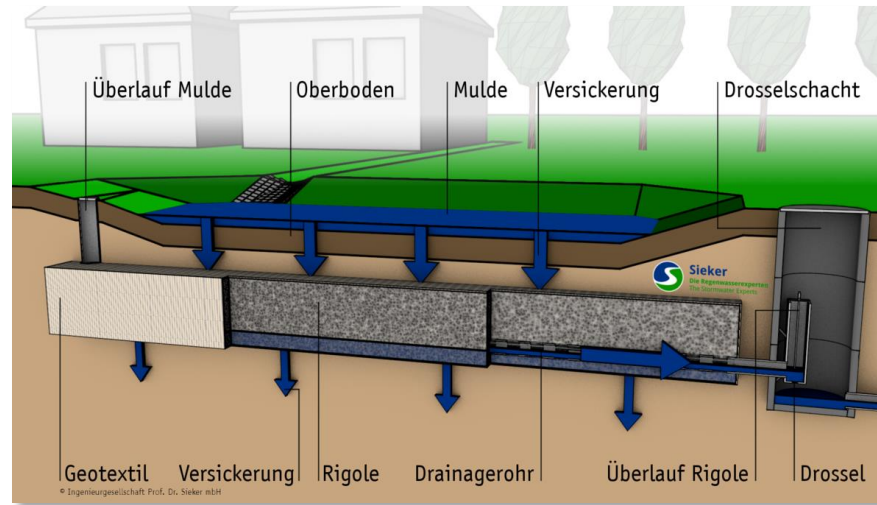 Überlauf Mulde
Oberboden
Mulde
Versickerung
Drosselschacht
Sieker
Die Regenwasserexperten
The Stormwater Experts
Geotextil
Versickerung
Rigole
Drainagerohr
Überlauf Rigole
Drossel
© Ingenieurgesellschaft Prof. Dr. Sieker mbH